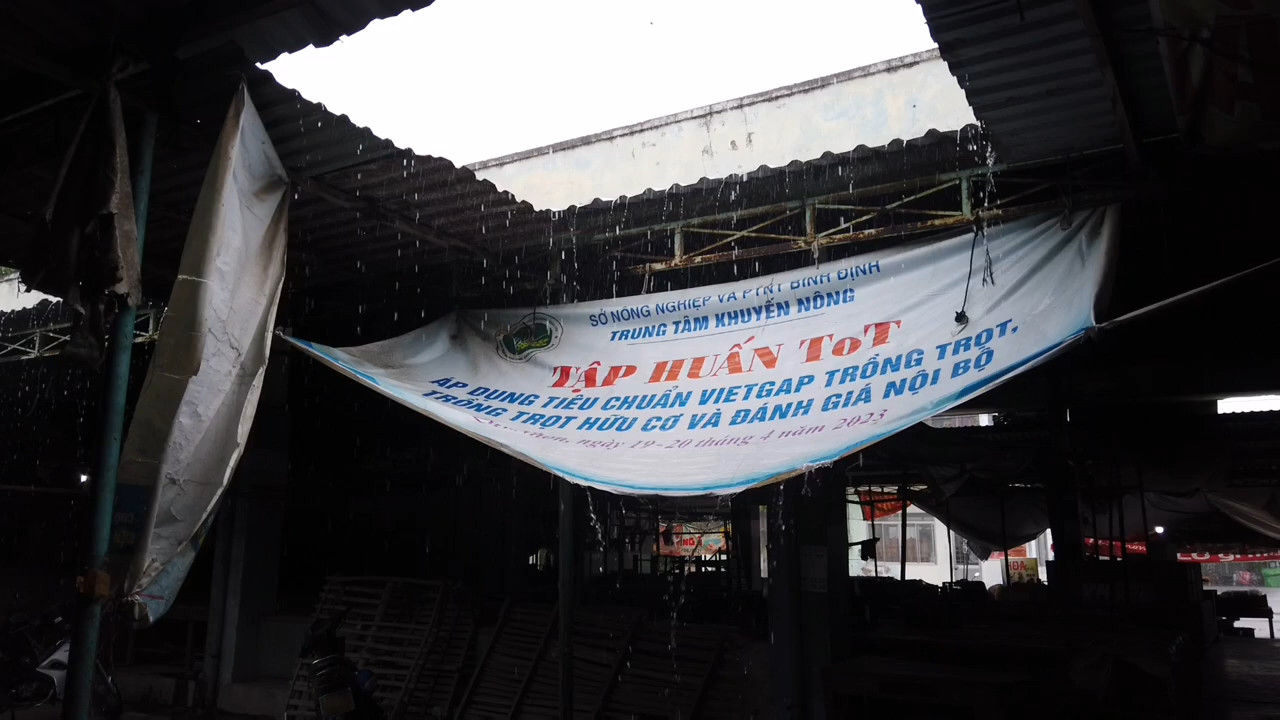 SỞ NÔNG NGHIỆP VÀ PTNT BÌNH ĐỊNH
TRUNG TÂM KHUYẾN NÔNG
TẬP HUẤN ToT
ÁP DỤNG TIÊU CHUẨN VIETGAP TRỒNG TRỌT,
TRỒNG TRỌT HỮU CƠ VÀ ĐÁNH GIÁ NỘI BỘ
ngày 19-20 tháng 4 năm 2023